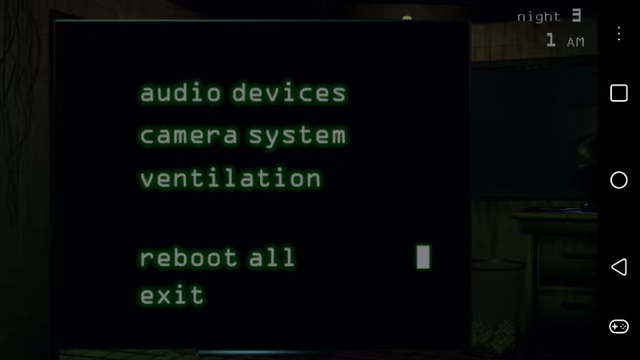 night 3
1 AM
audio devices
camera system
ventilation
reboot all
exit